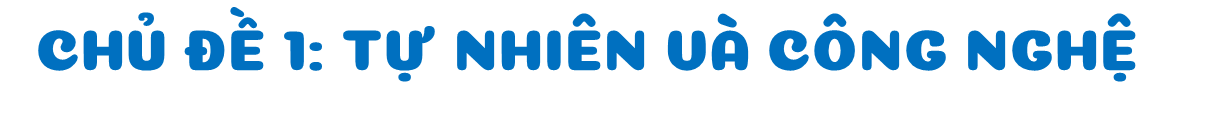 CHỦ ĐỀ 1: TỰ NHIÊN VÀ CÔNG NGHỆ